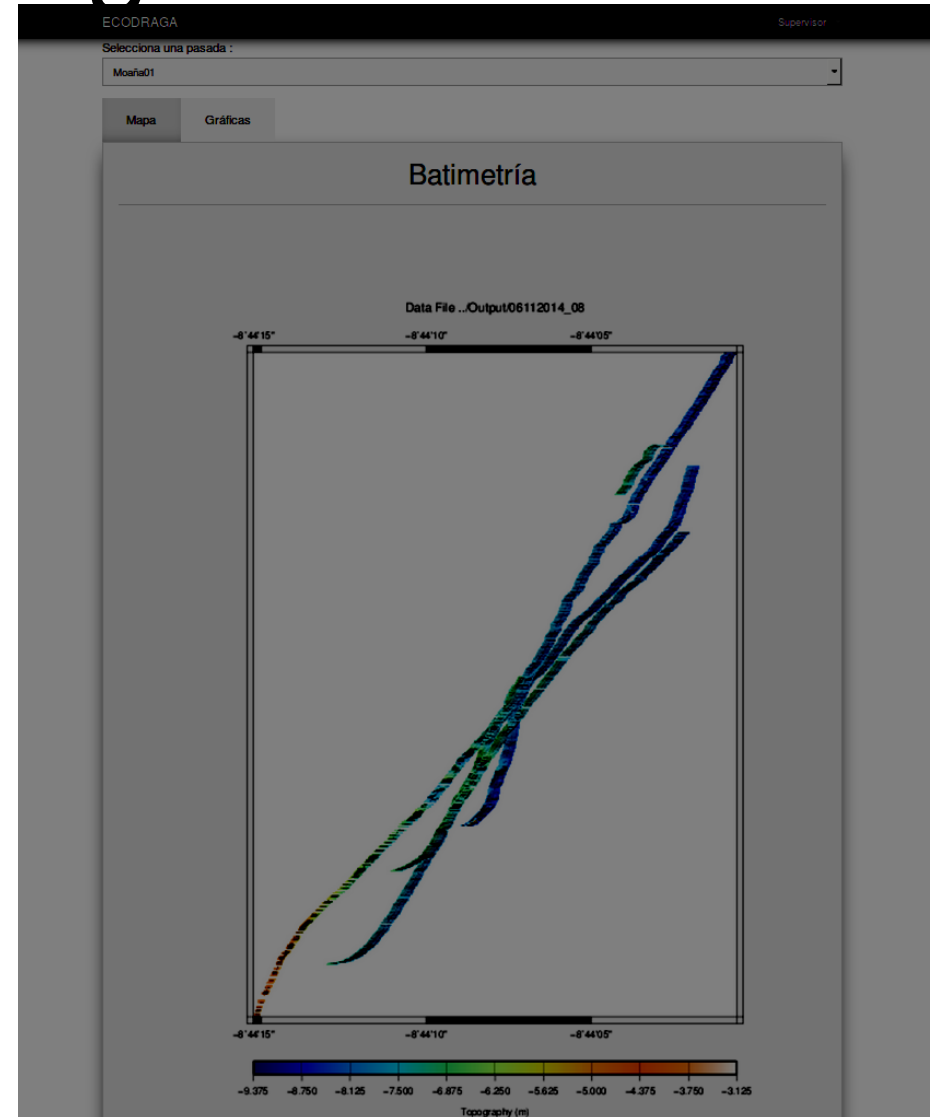 ECODRAGA Supervisor
Selecciona una pasada :
Moaña01
Mapa Gráficas
Batimetría
Data File ../Output/06112014_08
-8°44'15" -8°44'10" -8°44'05"
-8°44'15" -8°44'10" -8°44'05"
-9.375 -8.750 -8.125 -7.500 -6.875 -6.250 -5.625 -5.000 -4.375 -3.750 -3.125
Topography (m)